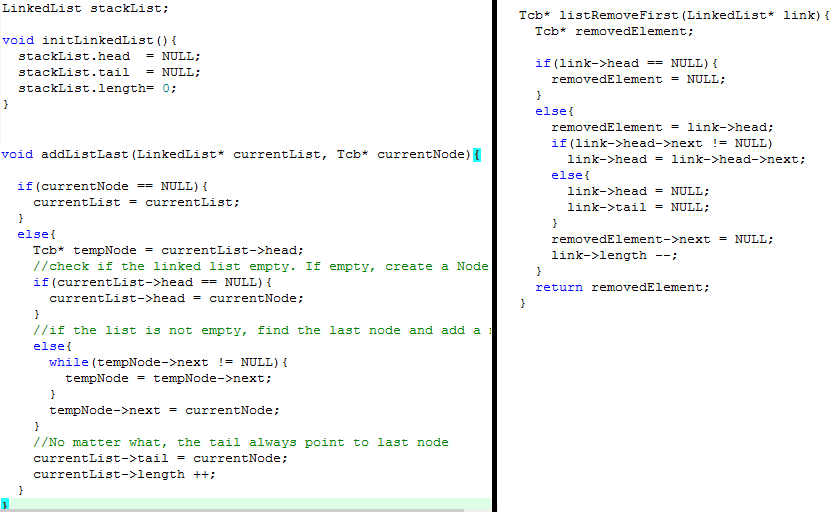 LinkedList stackList;
void initLinkedList(){
  stackList.head  = NULL;
  stackList.tail  = NULL;
  stackList.length= 0;
}
void addListLast(LinkedList* currentList, Tcb* currentNode){
  if(currentNode == NULL){
    currentList = currentList;
  }
  else{
    Tcb* tempNode = currentList->head;
    //check if the linked list empty. If empty, create a Node
    if(currentList->head == NULL){
      currentList->head = currentNode;
    }
    //if the list is not empty, find the last node and add a
    else{
      while(tempNode->next != NULL){
        tempNode = tempNode->next;
      }
      tempNode->next = currentNode;
    }
    //No matter what, the tail always point to last node
    currentList->tail = currentNode;
    currentList->length ++;
  }
}
Tcb* listRemoveFirst(LinkedList* link){
  Tcb* removedElement;
  if(link->head == NULL){
    removedElement = NULL;
  }
  else{
    removedElement = link->head;
    if(link->head->next != NULL)
      link->head = link->head->next;
    else{
      link->head = NULL;
      link->tail = NULL;
    }
    removedElement->next = NULL;
    link->length --;
  }
  return removedElement;
}